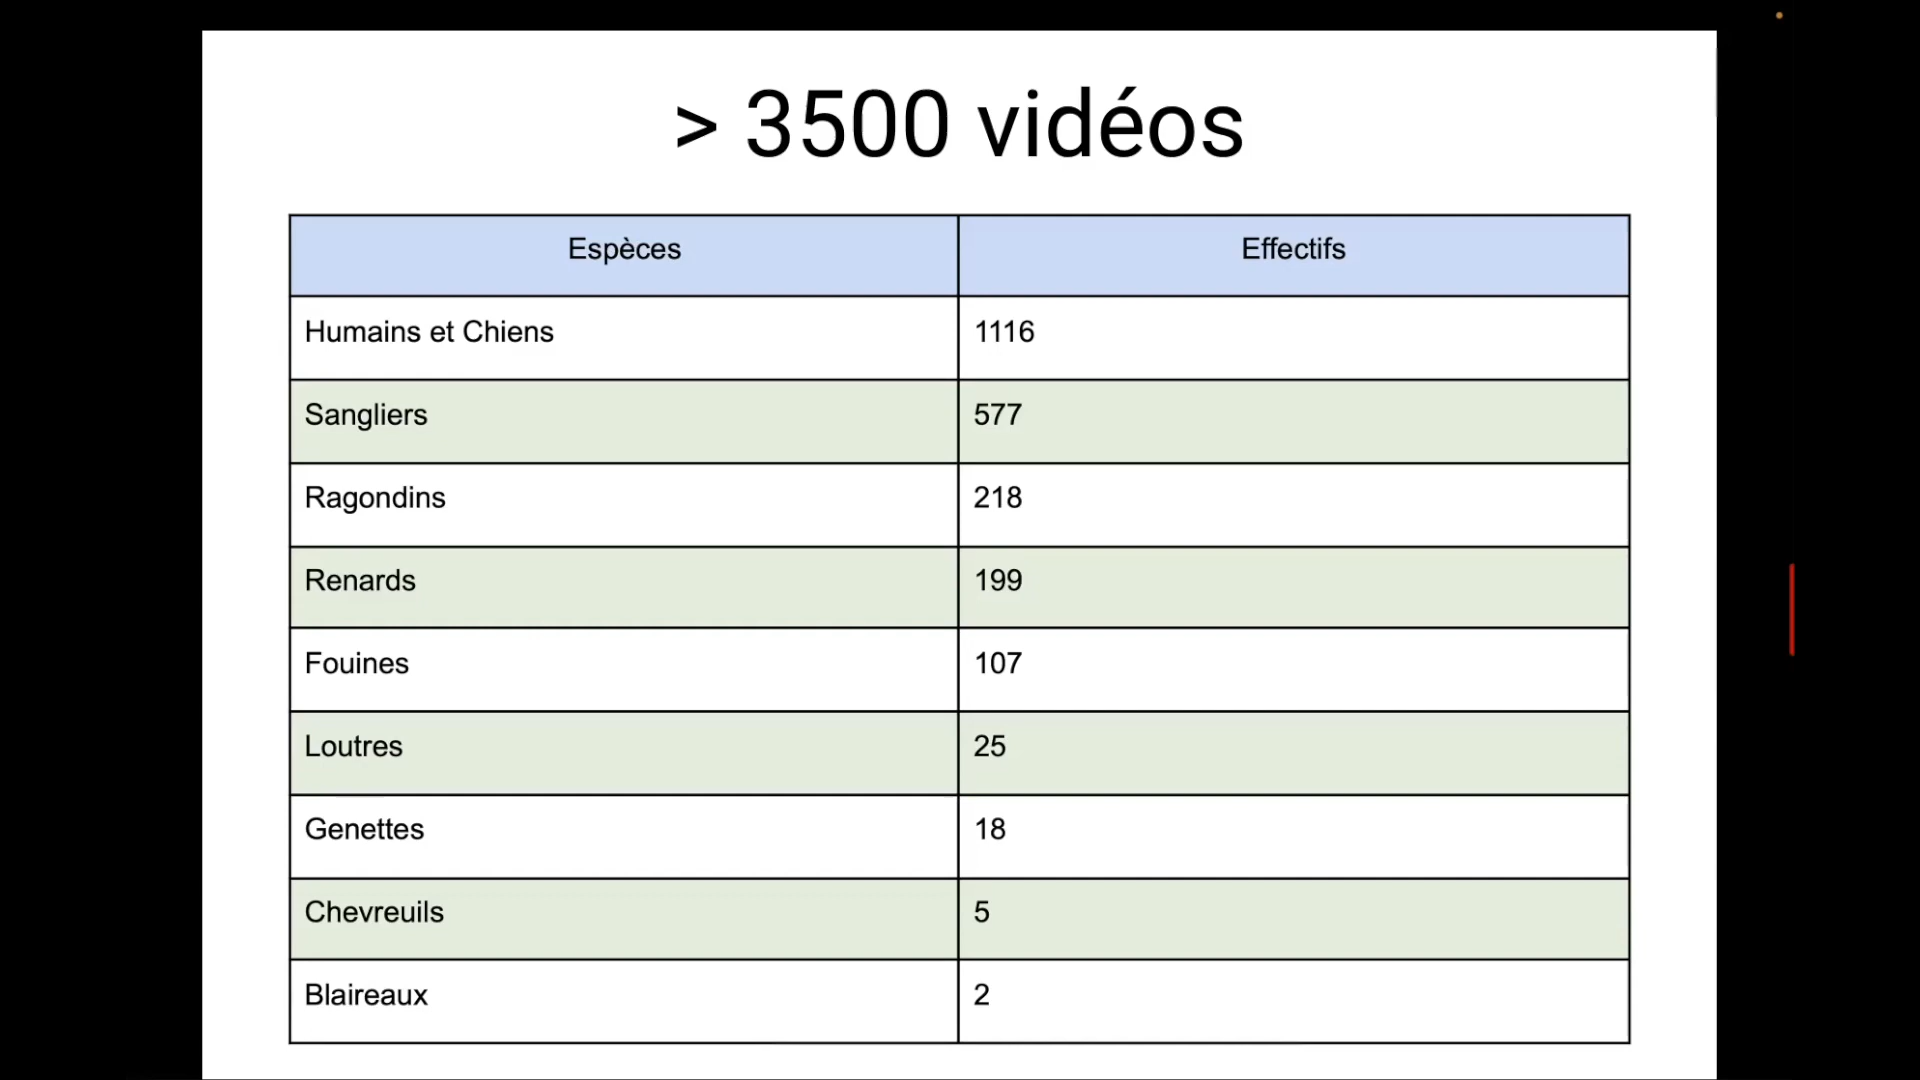 > 3500 vidéos
Espèces Effectifs
Humains et Chiens 1116
Sangliers 577
Ragondins 218
Renards 199
Fouines 107
Loutres 25
Genettes 18
Chevreuils 5
Blaireaux 2